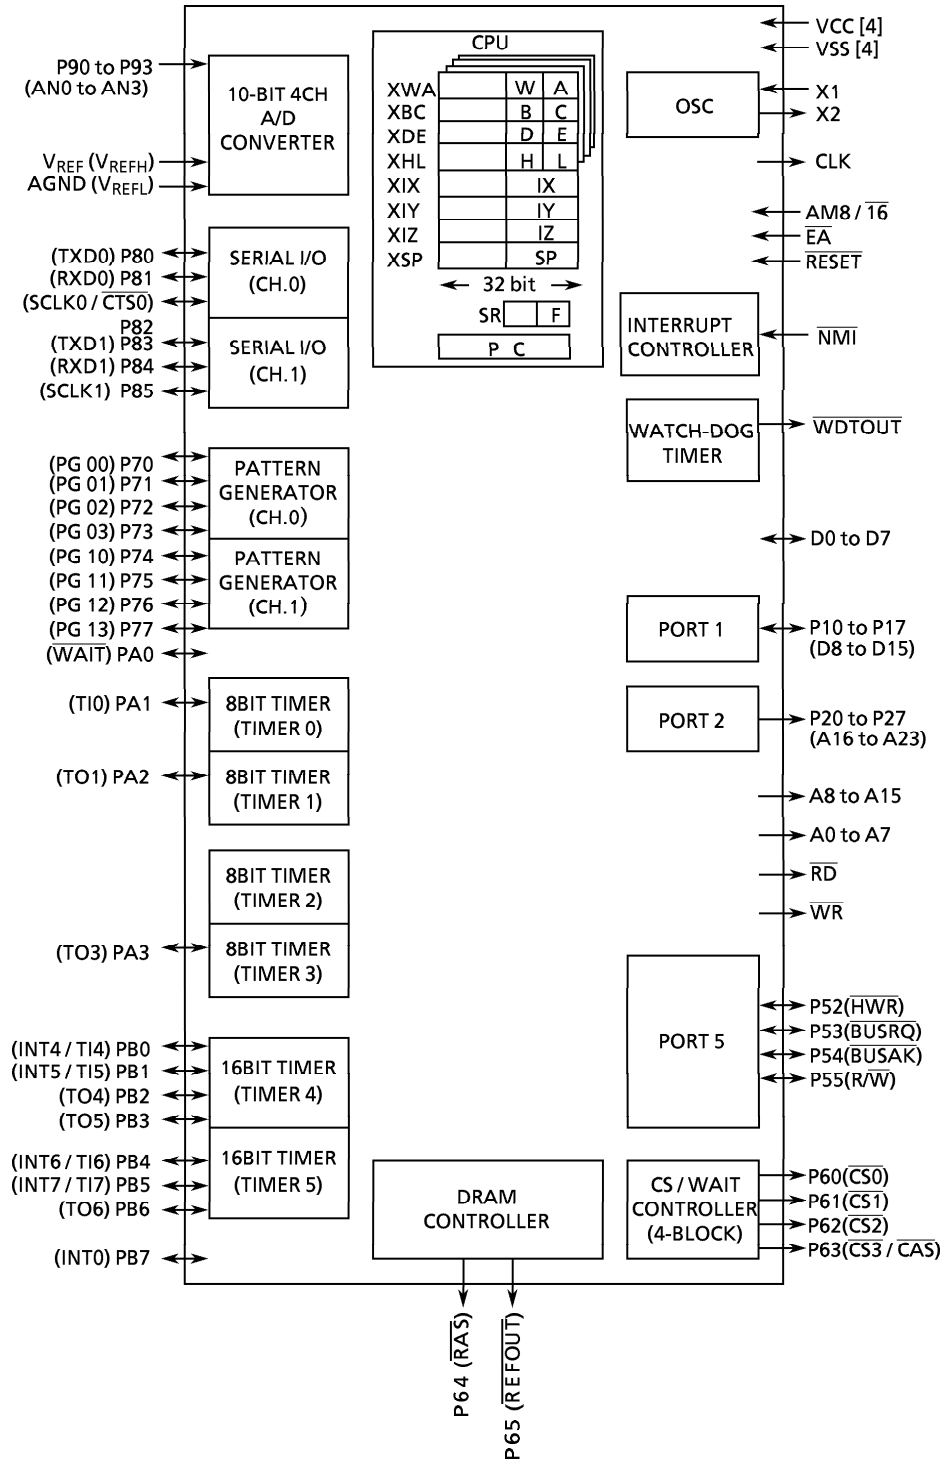 P90 to P93
(AN0 to AN3)
VREF (VREFH)
AGND (VREFL)
10-BIT 4CH
A/D
CONVERTER
(TXD0) P80
(RXD0) P81
(SCLK0 / CTS0)
P82
(TXD1) P83
(RXD1) P84
(SCLK1) P85
SERIAL I/O
(CH.0)
SERIAL I/O
(CH.1)
(PG 00) P70
(PG 01) P71
(PG 02) P72
(PG 03) P73
(PG 10) P74
(PG 11) P75
(PG 12) P76
(PG 13) P77
(WAIT) PA0
PATTERN
GENERATOR
(CH.0)
PATTERN
GENERATOR
(CH.1)
(TI0) PA1
(TO1) PA2
8BIT TIMER
(TIMER 0)
8BIT TIMER
(TIMER 1)
(TO3) PA3
8BIT TIMER
(TIMER 2)
8BIT TIMER
(TIMER 3)
(INT4 / TI4) PB0
(INT5 / TI5) PB1
(TO4) PB2
(TO5) PB3
(INT6 / TI6) PB4
(INT7 / TI7) PB5
(TO6) PB6
(INT0) PB7
16BIT TIMER
(TIMER 4)
16BIT TIMER
(TIMER 5)
CPU
XWA W A
XBC B C
XDE D E
XHL H L
XIX IX
XIY IY
XIZ IZ
XSP SP
32 bit
SR F
P C
DRAM
CONTROLLER
P64 (RAS)
P65 (REFOUT)
VCC [4]
VSS [4]
OSC
X1
X2
CLK
AM8 / 16
EA
RESET
INTERRUPT
CONTROLLER
NMI
WATCH-DOG
TIMER
WDTOUT
D0 to D7
PORT 1
P10 to P17
(D8 to D15)
PORT 2
P20 to P27
(A16 to A23)
A8 to A15
A0 to A7
RD
WR
PORT 5
P52(HWR)
P53(BUSRQ)
P54(BUSAK)
P55(R/W)
CS / WAIT
CONTROLLER
(4-BLOCK)
P60(CS0)
P61(CS1)
P62(CS2)
P63(CS3 / CAS)